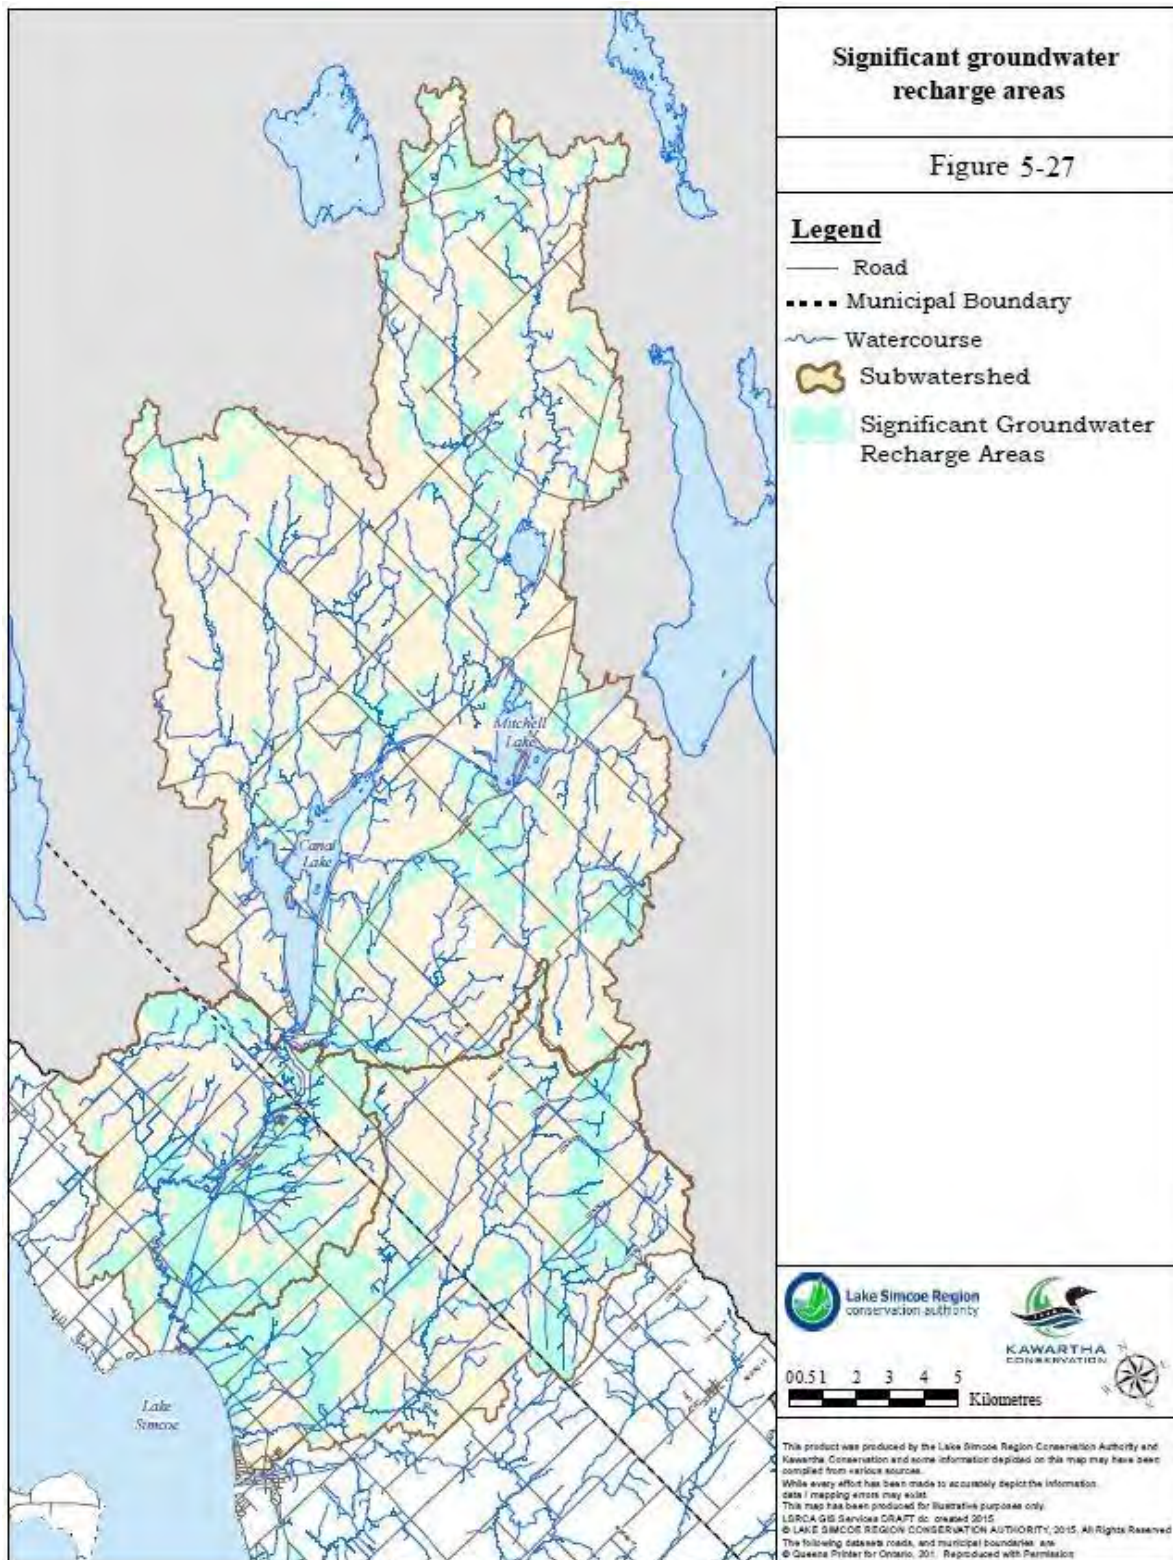 Significant groundwater
recharge areas
Figure 5-27
Legend
Road
Municipal Boundary
Watercourse
Subwatershed
Significant Groundwater
Recharge Areas
Mitchell
Lake
Canal
Lake
Lake
Simcoe
Lake Simcoe Region
conservation authority
KAWARTHA
CONSERVATION
0 0.5 1 2 3 4 5
Kilometres
This product was produced by the Lake Simcoe Region Conservation Authority and
Kawartha Conservation and some information depicted on this map may have been
compiled from various sources.
While every effort has been made to accurately depict the information,
data / mapping errors may exist.
This map has been produced for illustrative purposes only.
LSRCA GIS Services DRAFT dc. created 2015
© LAKE SIMCOE REGION CONSERVATION AUTHORITY, 2015. All Rights Reserved
The following datasets roads, and municipal boundaries are
© Queens Printer for Ontario, 201. Reproduced with Permission